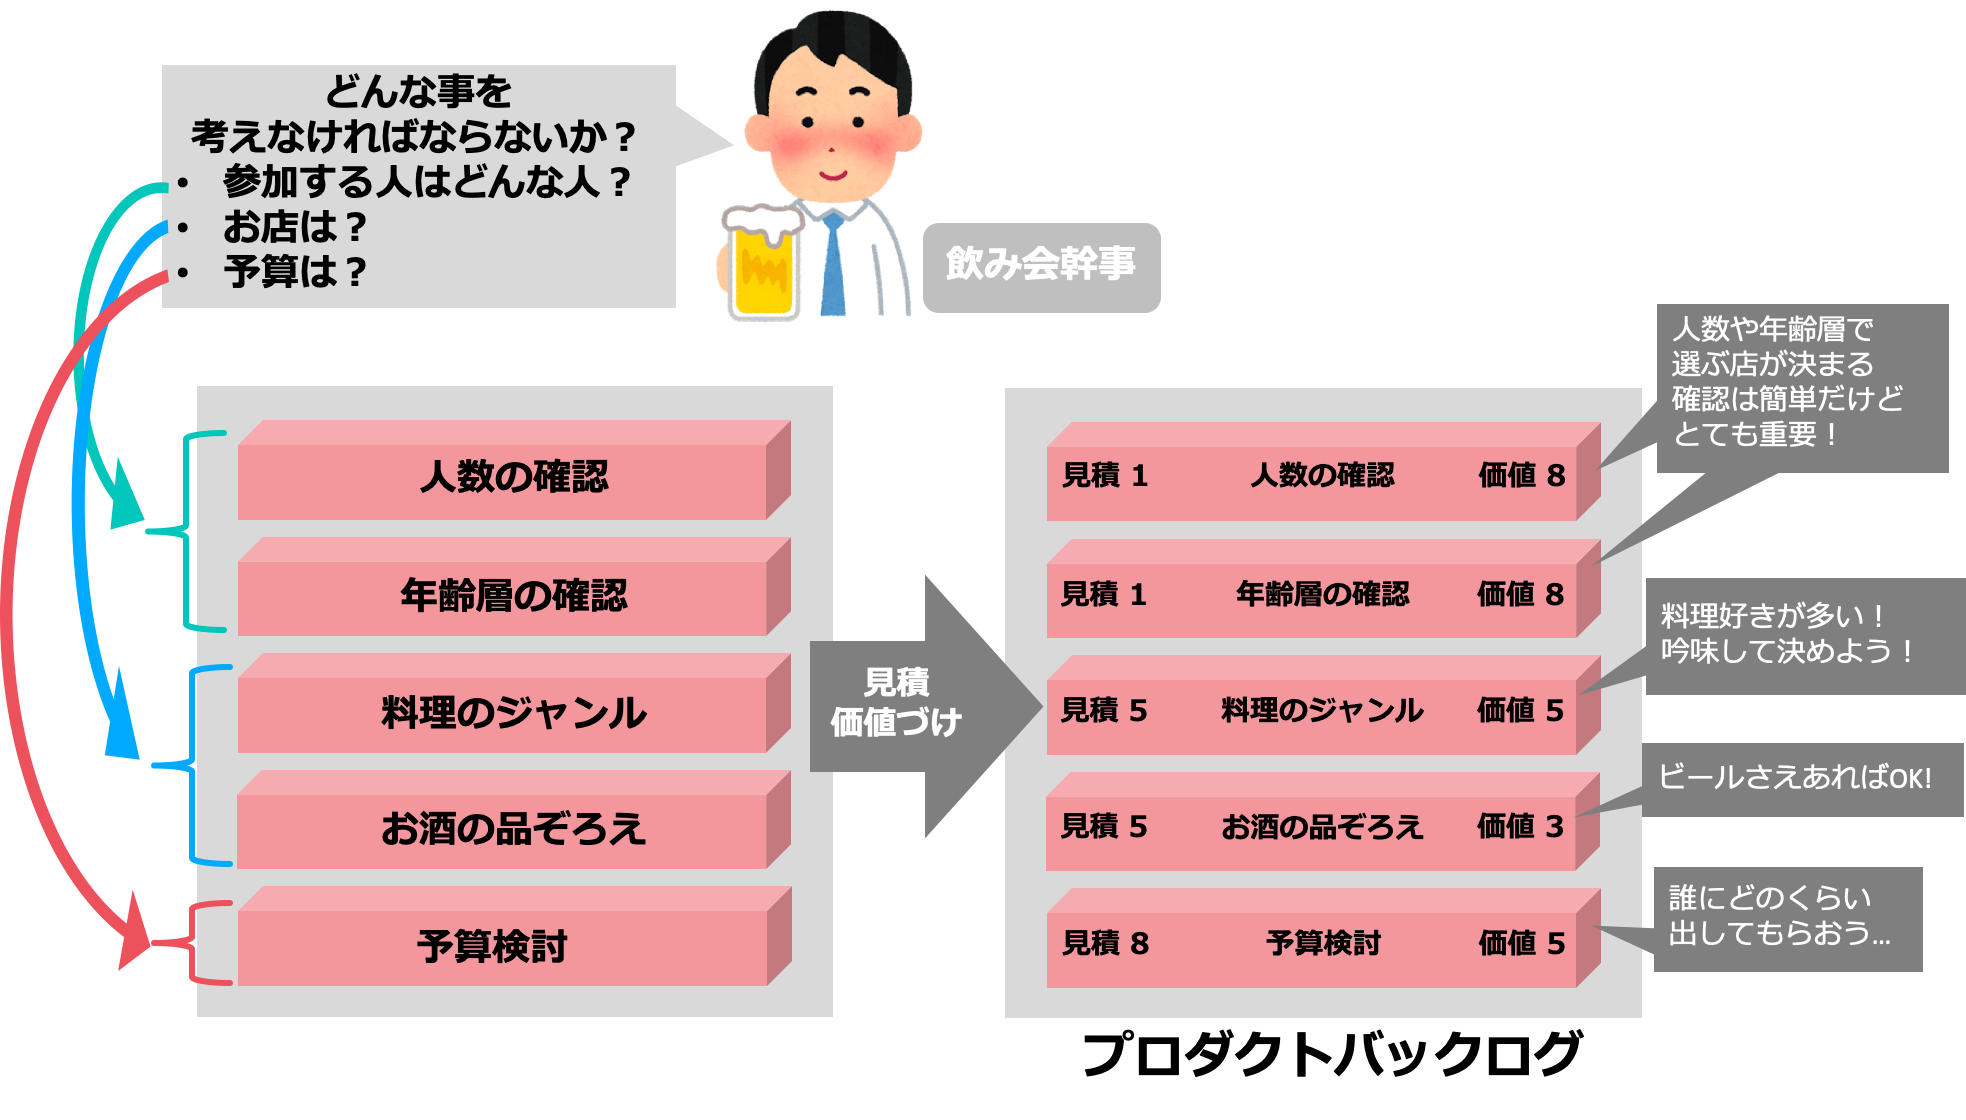 どんな事を
考えなければならないか？
• 参加する人はどんな人？
• お店は？
• 予算は？
飲み会幹事
人数の確認
年齢層の確認
料理のジャンル
お酒の品ぞろえ
予算検討
見積
価値づけ
見積 1 人数の確認 価値 8
見積 1 年齢層の確認 価値 8
見積 5 料理のジャンル 価値 5
見積 5 お酒の品ぞろえ 価値 3
見積 8 予算検討 価値 5
プロダクトバックログ
人数や年齢層で
選ぶ店が決まる
確認は簡単だけど
とても重要！
料理好きが多い！
吟味して決めよう！
ビールさえあればOK!
誰にどのくらい
出してもらおう…